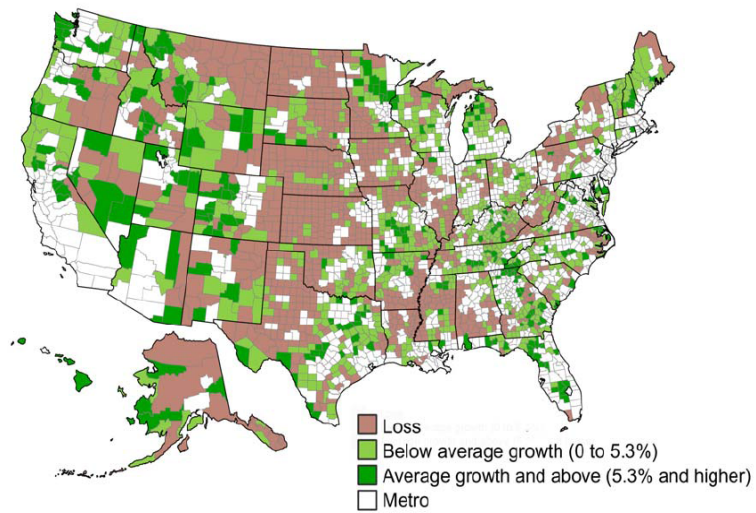 Loss
Below average growth (0 to 5.3%)
Average growth and above (5.3% and higher)
Metro